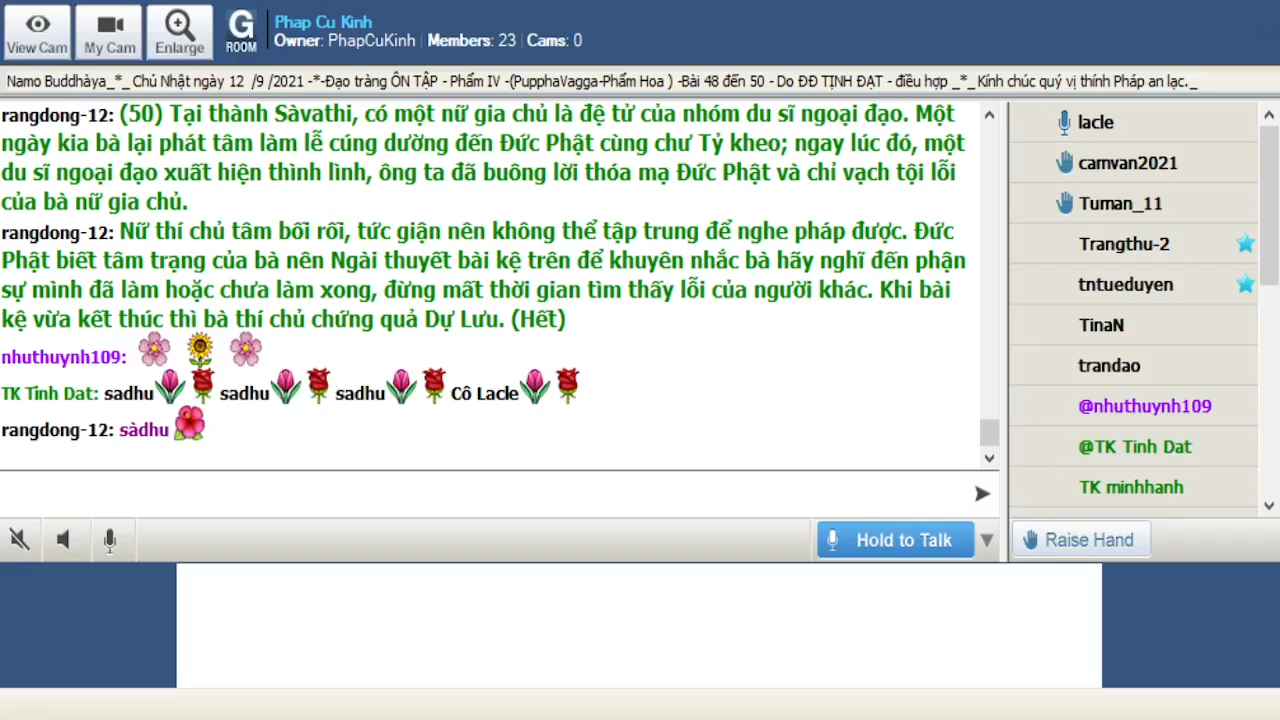 View Cam
My Cam
Enlarge
G
ROOM
Phap Cu Kinh
Owner: PhapCuKinh | Members: 23 | Cams: 0
Namo Buddhàya_*_ Chủ Nhật ngày 12 /9 /2021 -*-Đạo tràng ÔN TẬP - Phẩm IV -(PupphaVagga-Phẩm Hoa ) -Bài 48 đến 50 - Do ĐĐ TỊNH ĐẠT - điều hợp _*_ Kính chúc quý vị thính Pháp an lạc._
rangdong-12: (50) Tại thành Sàvathi, có một nữ gia chủ là đệ tử của nhóm du sĩ ngoại đạo. Một
ngày kia bà lại phát tâm làm lễ cúng dường đến Đức Phật cùng chư Tỷ kheo; ngay lúc đó, một
du sĩ ngoại đạo xuất hiện thình lình, ông ta đã buông lời thóa mạ Đức Phật và chỉ vạch tội lỗi
của bà nữ gia chủ.
rangdong-12: Nữ thí chủ tâm bối rối, tức giận nên không thể tập trung để nghe pháp được. Đức
Phật biết tâm trạng của bà nên Ngài thuyết bài kệ trên để khuyên nhắc bà hãy nghĩ đến phận
sự mình đã làm hoặc chưa làm xong, đừng mất thời gian tìm thấy lỗi của người khác. Khi bài
kệ vừa kết thúc thì bà thí chủ chứng quả Dự Lưu. (Hết)
nhuthuynh109:
TK Tinh Dat: sadhu sadhu sadhu Cô Lacle
rangdong-12: sàdhu
lacle
camvan2021
Tuman_11
Trangthu-2
tntueduyen
TinaN
trandao
@nhuthuynh109
@TK Tinh Dat
TK minhhanh
Hold to Talk
Raise Hand